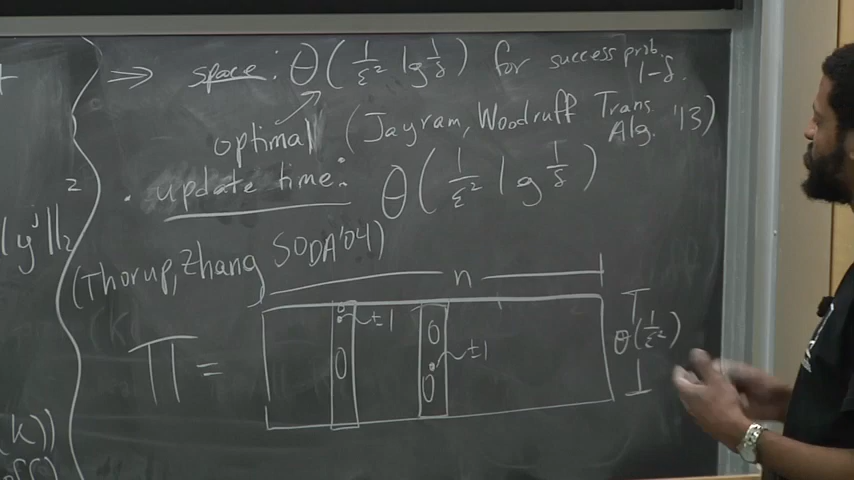 ⇒ space: Θ(1/ε² lg 1/δ) for success prob. 1-δ.
optimal (Jayram, Woodruff Trans. Alg. '13)
· update time: Θ(1/ε² lg 1/δ)
(Thorup, Zhang SODA'04)
n
Π =
0
±1
0
0
±1
0
Θ(1/ε²)
2
y^j||₂
(k
k))